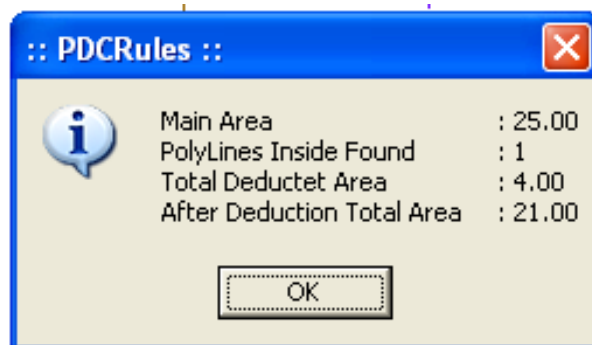 :: PDCRules ::
Main Area : 25.00
PolyLines Inside Found : 1
Total Deductet Area : 4.00
After Deduction Total Area : 21.00
OK